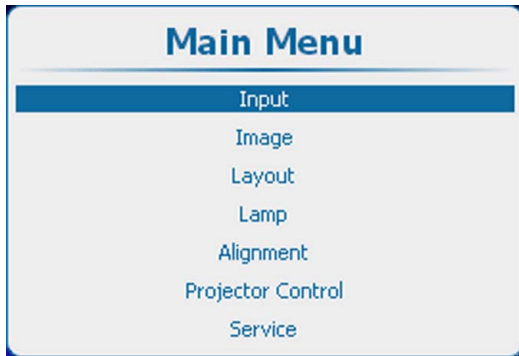 Main Menu
Input
Image
Layout
Lamp
Alignment
Projector Control
Service